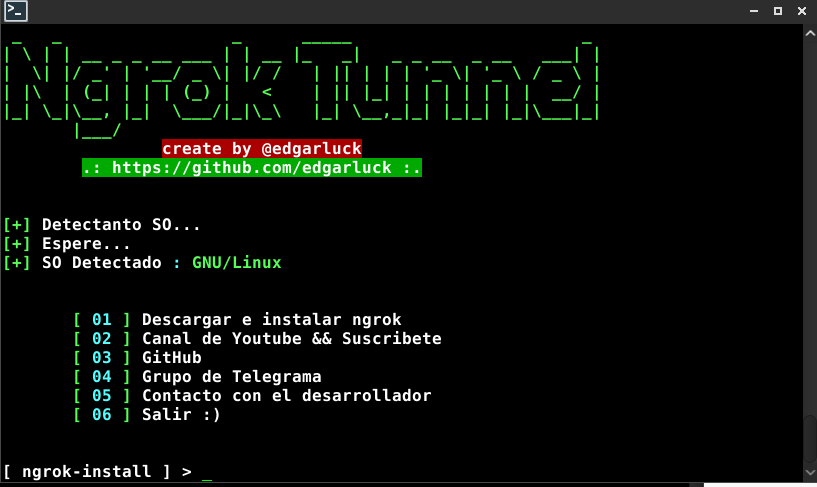 >_
Ngrok Tunnel
create by @edgarluck
.: https://github.com/edgarluck :.
[+] Detectanto SO...
[+] Espere...
[+] SO Detectado : GNU/Linux
[ 01 ] Descargar e instalar ngrok
[ 02 ] Canal de Youtube && Suscribete
[ 03 ] GitHub
[ 04 ] Grupo de Telegrama
[ 05 ] Contacto con el desarrollador
[ 06 ] Salir :)
[ ngrok-install ] > _